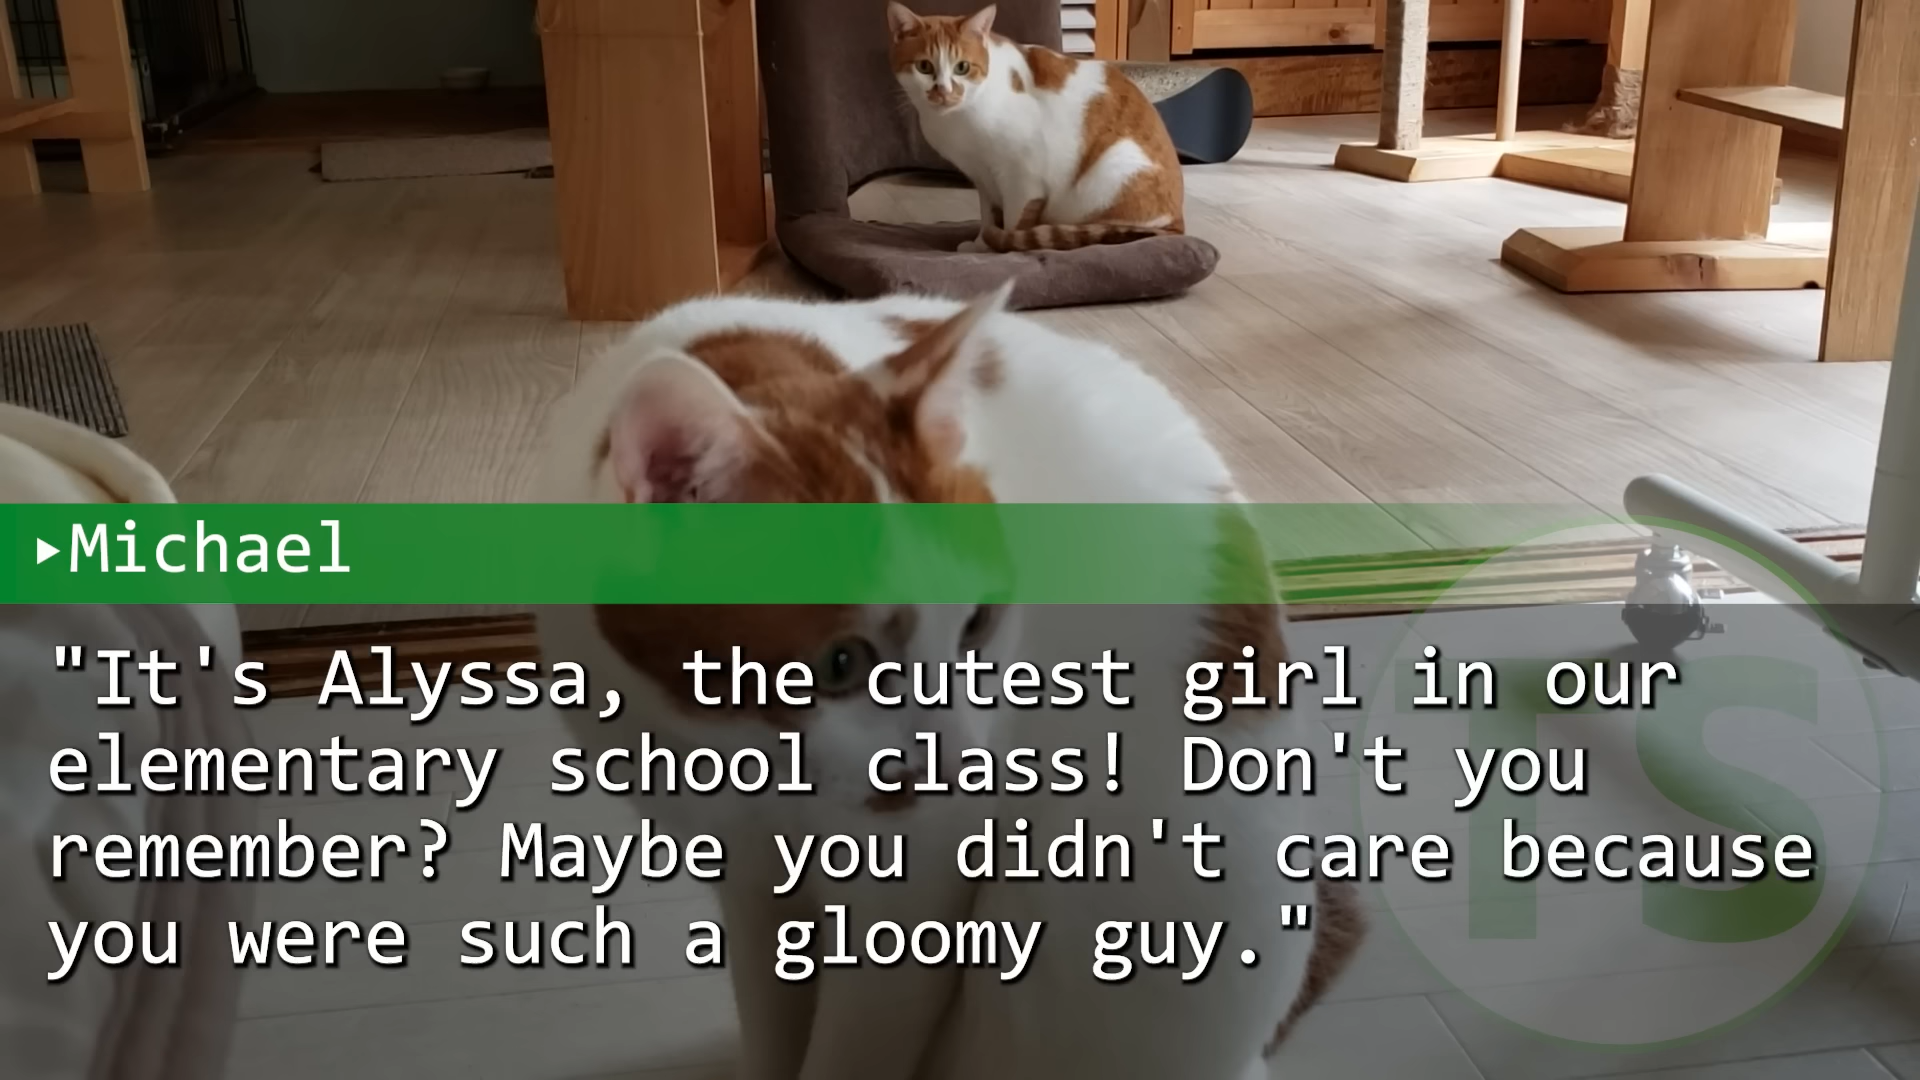 ▶Michael
"It's Alyssa, the cutest girl in our
elementary school class! Don't you
remember? Maybe you didn't care because
you were such a gloomy guy."
TS